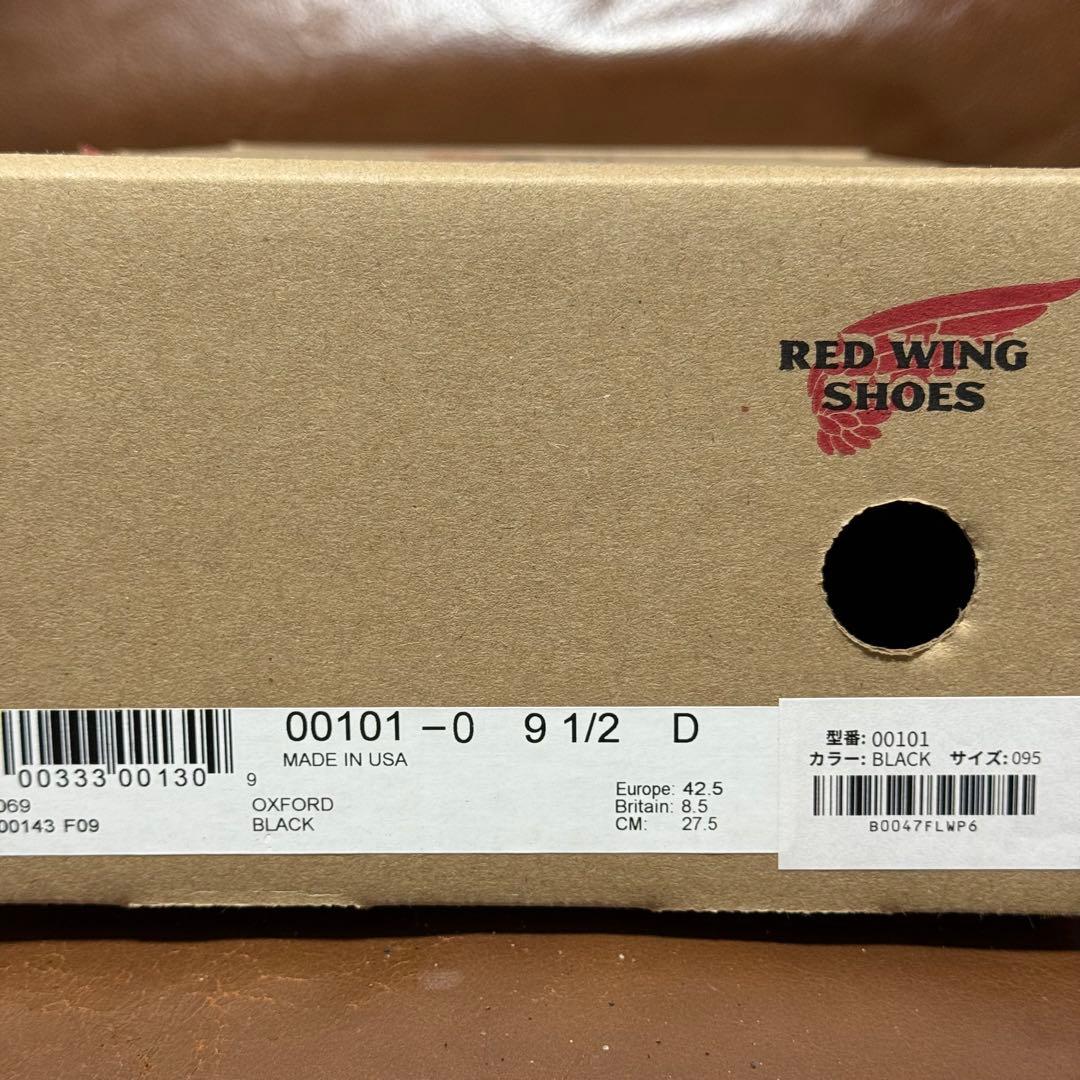 RED WING
SHOES
00101 -0 9 1/2 D
MADE IN USA
00333 00130 9
069
00143 F09
OXFORD
BLACK
Europe: 42.5
Britain: 8.5
CM: 27.5
型番: 00101
カラー: BLACK サイズ: 095
B0047FLWP6